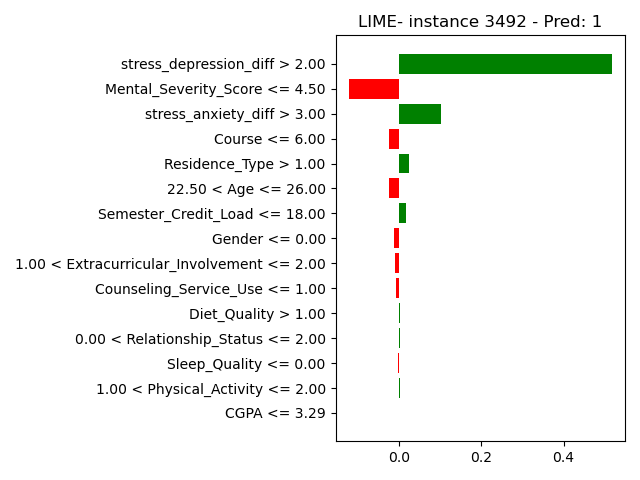 LIME- instance 3492 - Pred: 1
stress_depression_diff > 2.00
Mental_Severity_Score <= 4.50
stress_anxiety_diff > 3.00
Course <= 6.00
Residence_Type > 1.00
22.50 < Age <= 26.00
Semester_Credit_Load <= 18.00
Gender <= 0.00
1.00 < Extracurricular_Involvement <= 2.00
Counseling_Service_Use <= 1.00
Diet_Quality > 1.00
0.00 < Relationship_Status <= 2.00
Sleep_Quality <= 0.00
1.00 < Physical_Activity <= 2.00
CGPA <= 3.29
0.0 0.2 0.4